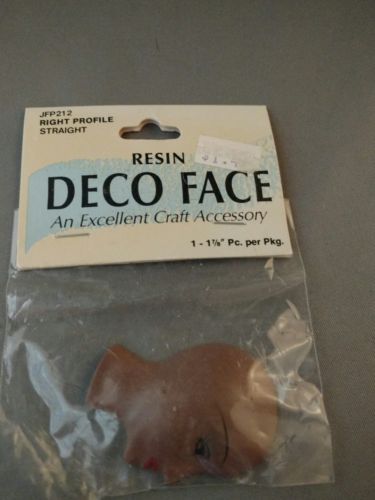 JFP212
RIGHT PROFILE
STRAIGHT
RESIN
DECO FACE
An Excellent Craft Accessory
1 - 1⅞" Pc. per Pkg.